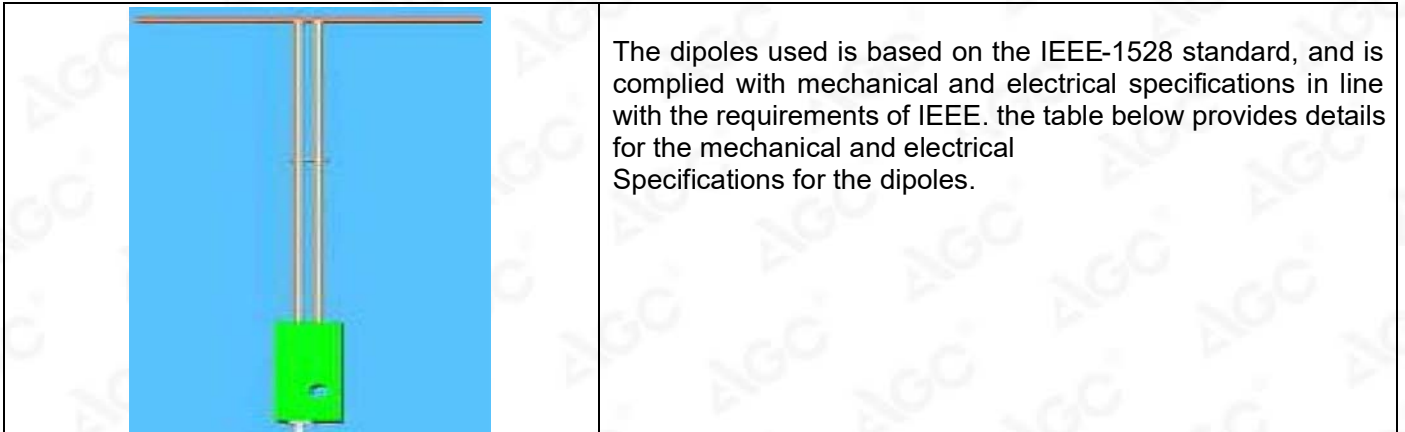 The dipoles used is based on the IEEE-1528 standard, and is
complied with mechanical and electrical specifications in line
with the requirements of IEEE. the table below provides details
for the mechanical and electrical
Specifications for the dipoles.